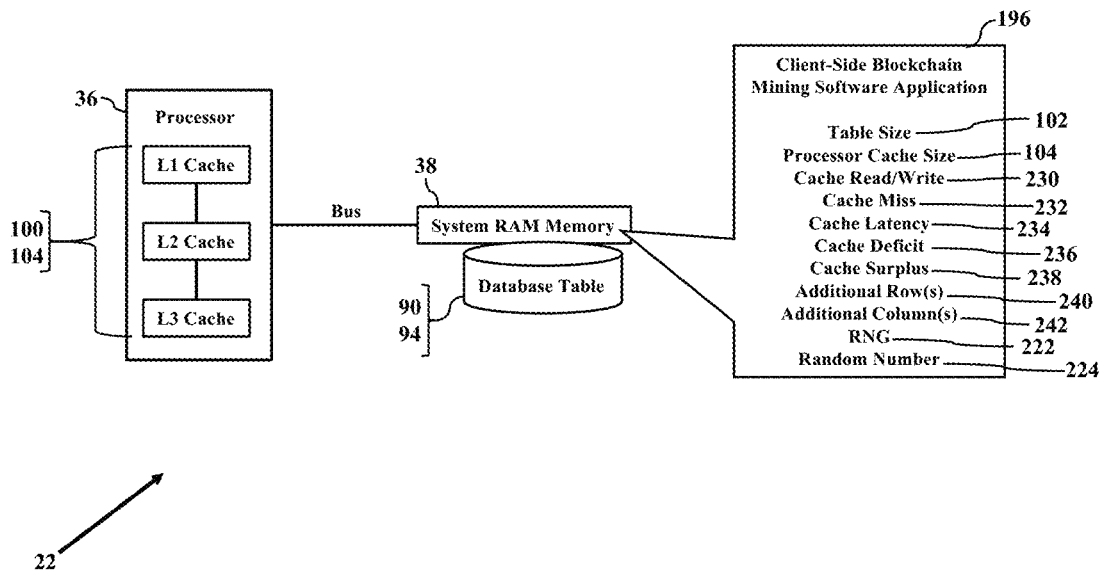 196
Client-Side Blockchain
Mining Software Application
Table Size 102
Processor Cache Size 104
Cache Read/Write 230
Cache Miss 232
Cache Latency 234
Cache Deficit 236
Cache Surplus 238
Additional Row(s) 240
Additional Column(s) 242
RNG 222
Random Number 224
36
Processor
L1 Cache
L2 Cache
L3 Cache
100
104
Bus
38
System RAM Memory
Database Table
90
94
22